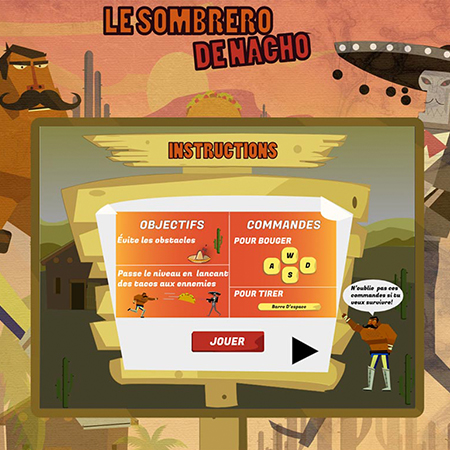 LE SOMBRERO
DE NACHO
INSTRUCTIONS
OBJECTIFS
Évite les obstacles
Passe le niveau en lancant
des tacos aux ennemies
COMMANDES
POUR BOUGER
W
A S D
POUR TIRER
Barre D'espace
N'oublie pas ces
commandes si tu
veux survivre!
JOUER